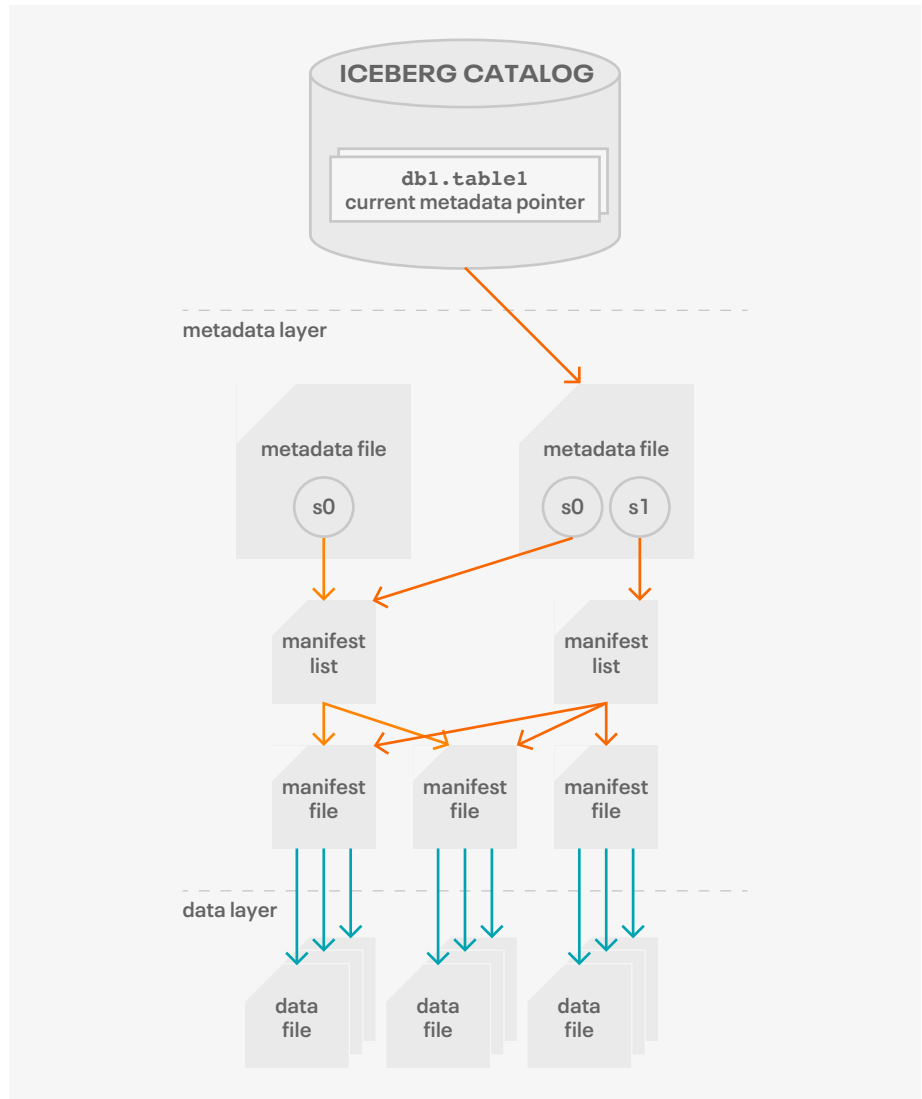 ICEBERG CATALOG
db1.table1
current metadata pointer
metadata layer
metadata file
s0
metadata file
s0
s1
manifest
list
manifest
list
manifest
file
manifest
file
manifest
file
data layer
data
file
data
file
data
file